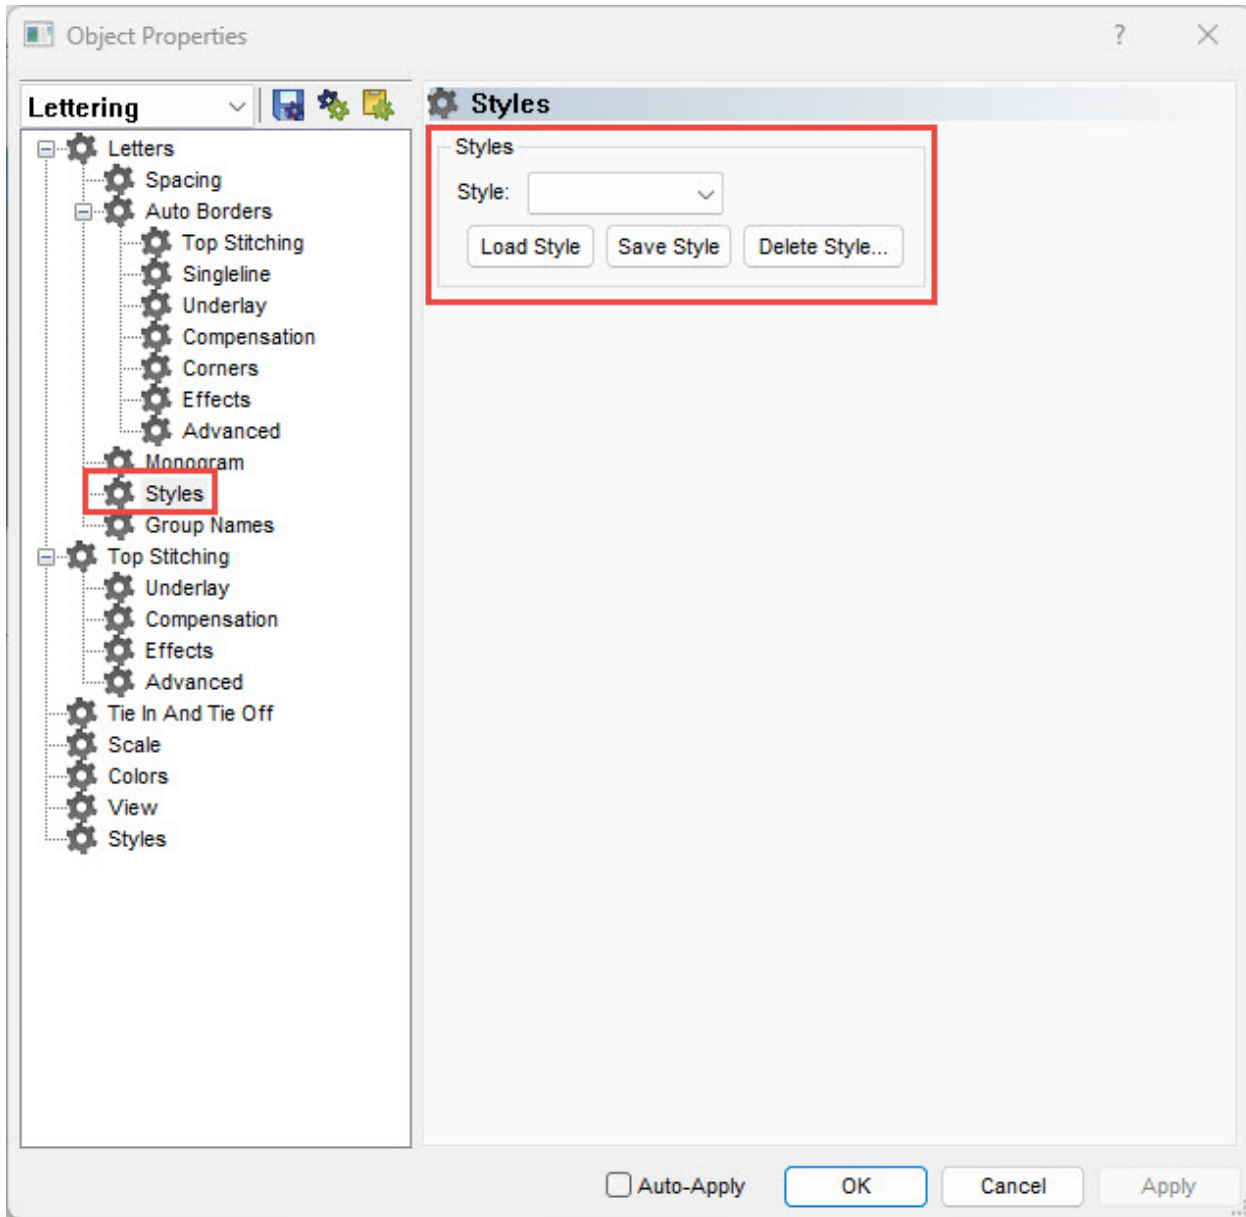 Object Properties
Lettering
Styles
Letters
Spacing
Auto Borders
Top Stitching
Singleline
Underlay
Compensation
Corners
Effects
Advanced
Monogram
Styles
Group Names
Top Stitching
Underlay
Compensation
Effects
Advanced
Tie In And Tie Off
Scale
Colors
View
Styles
Styles
Style:
Load Style Save Style Delete Style...
Auto-Apply OK Cancel Apply